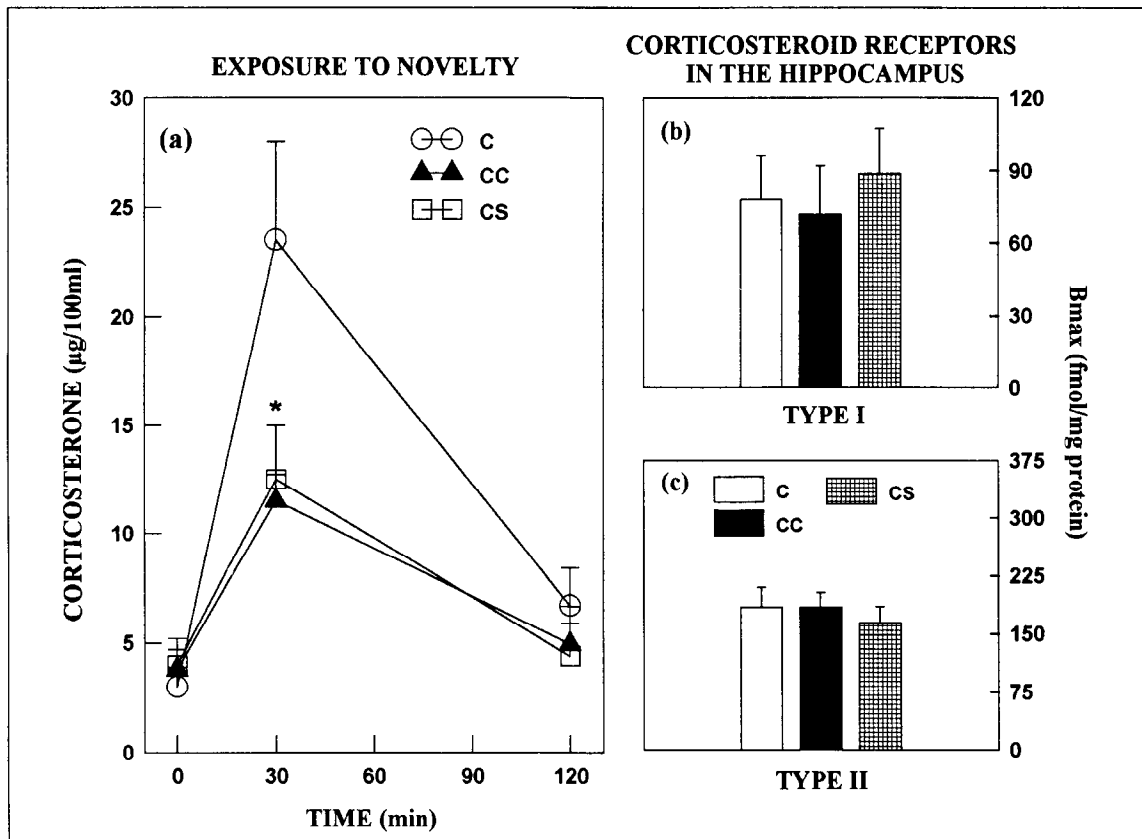 EXPOSURE TO NOVELTY
(a)
C
CC
CS
*
30
25
20
15
10
5
0
CORTICOSTERONE (µg/100ml)
0 30 60 90 120
TIME (min)
CORTICOSTEROID RECEPTORS
IN THE HIPPOCAMPUS
(b)
120
90
60
30
0
TYPE I
Bmax (fmol/mg protein)
(c)
C
CS
CC
375
300
225
150
75
0
TYPE II